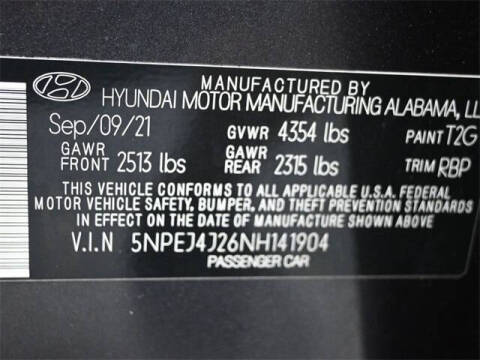 MANUFACTURED BY
HYUNDAI MOTOR MANUFACTURING ALABAMA, LL
Sep/09/21 GVWR 4354 lbs PAINT T2G
GAWR FRONT 2513 lbs GAWR REAR 2315 lbs TRIM RBP
THIS VEHICLE CONFORMS TO ALL APPLICABLE U.S.A. FEDERAL
MOTOR VEHICLE SAFETY, BUMPER, AND THEFT PREVENTION STANDARDS
IN EFFECT ON THE DATE OF MANUFACTURE SHOWN ABOVE
V.I.N 5NPEJ4J26NH141904
PASSENGER CAR